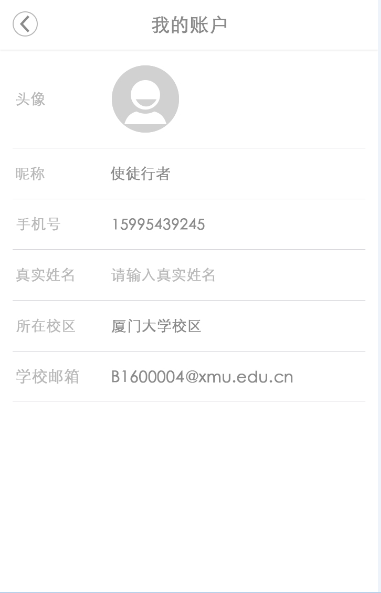 我的账户
头像
昵称 使徒行者
手机号 15995439245
真实姓名 请输入真实姓名
所在校区 厦门大学校区
学校邮箱 B1600004@xmu.edu.cn